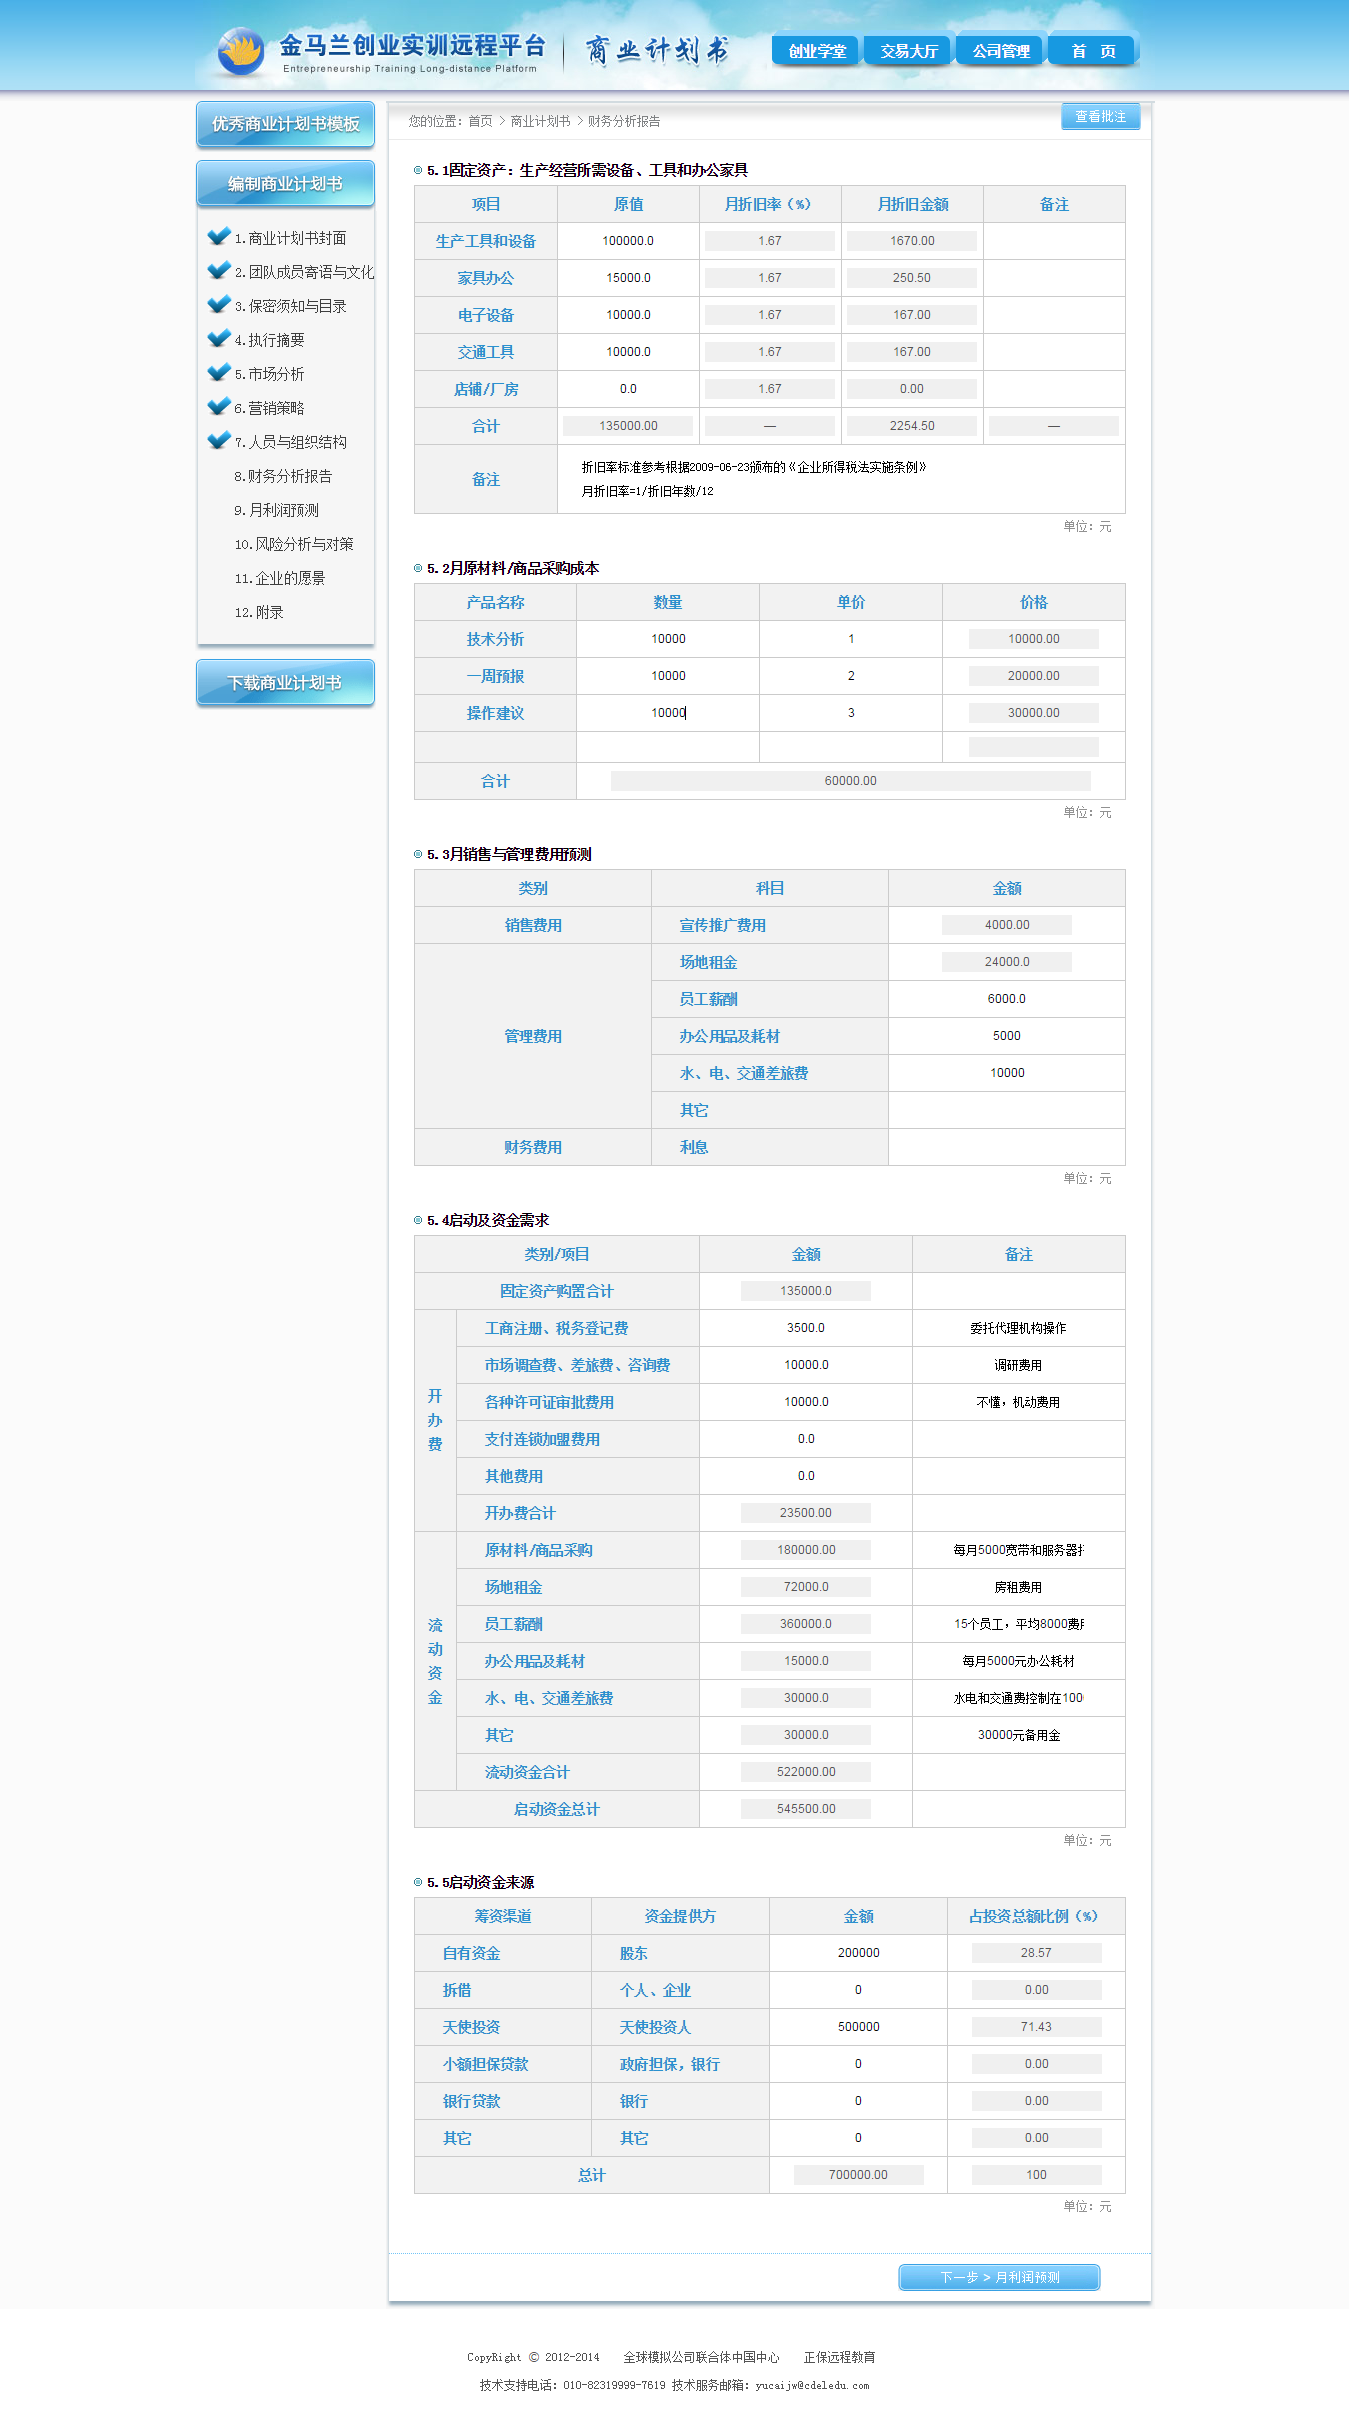 金马兰创业实训远程平台
Entrepreneurship Training Long-distance Platform
商业计划书
创业学堂 交易大厅 公司管理 首 页
优秀商业计划书模板
编制商业计划书
1.商业计划书封面
2.团队成员寄语与文化
3.保密须知与目录
4.执行摘要
5.市场分析
6.营销策略
7.人员与组织结构
8.财务分析报告
9.月利润预测
10.风险分析与对策
11.企业的愿景
12.附录
下载商业计划书
您的位置：首页 > 商业计划书 > 财务分析报告
查看批注
5.1固定资产：生产经营所需设备、工具和办公家具
项目 原值 月折旧率（%） 月折旧金额 备注
生产工具和设备 100000.0 1.67 1670.00
家具办公 15000.0 1.67 250.50
电子设备 10000.0 1.67 167.00
交通工具 10000.0 1.67 167.00
店铺/厂房 0.0 1.67 0.00
合计 135000.00 — 2254.50 —
备注
折旧率标准参考根据2009-06-23颁布的《企业所得税法实施条例》
月折旧率=1/折旧年数/12
单位：元
5.2月原材料/商品采购成本
产品名称 数量 单价 价格
技术分析 10000 1 10000.00
一周预报 10000 2 20000.00
操作建议 10000 3 30000.00
合计 60000.00
单位：元
5.3月销售与管理费用预测
类别 科目 金额
销售费用 宣传推广费用 4000.00
管理费用
场地租金 24000.0
员工薪酬 6000.0
办公用品及耗材 5000
水、电、交通差旅费 10000
其它
财务费用 利息
单位：元
5.4启动及资金需求
类别/项目 金额 备注
固定资产购置合计 135000.0
开办费
工商注册、税务登记费 3500.0 委托代理机构操作
市场调查费、差旅费、咨询费 10000.0 调研费用
各种许可证审批费用 10000.0 不懂，机动费用
支付连锁加盟费用 0.0
其他费用 0.0
开办费合计 23500.00
流动资金
原材料/商品采购 180000.00 每月5000宽带和服务器
场地租金 72000.0 房租费用
员工薪酬 360000.0 15个员工，平均8000费
办公用品及耗材 15000.0 每月5000元办公耗材
水、电、交通差旅费 30000.0 水电和交通费控制在100
其它 30000.0 30000元备用金
流动资金合计 522000.00
启动资金总计 545500.00
单位：元
5.5启动资金来源
筹资渠道 资金提供方 金额 占投资总额比例（%）
自有资金 股东 200000 28.57
拆借 个人、企业 0 0.00
天使投资 天使投资人 500000 71.43
小额担保贷款 政府担保，银行 0 0.00
银行贷款 银行 0 0.00
其它 其它 0 0.00
总计 700000.00 100
单位：元
下一步 > 月利润预测
CopyRight © 2012-2014 全球模拟公司联合体中国中心 正保远程教育
技术支持电话：010-82319999-7619 技术服务邮箱：yucaijw@cdeledu.com